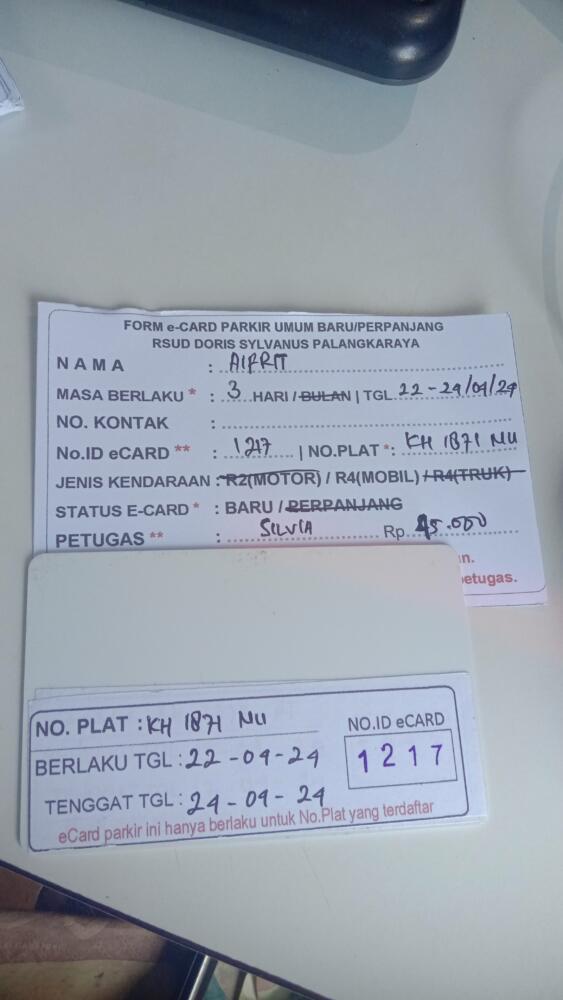 FORM e-CARD PARKIR UMUM BARU/PERPANJANG
RSUD DORIS SYLVANUS PALANGKARAYA
NAMA : AIFRIT
MASA BERLAKU * : 3 HARI / BULAN | TGL 22-24/04/24
NO. KONTAK :
No.ID eCARD ** : 1217 | NO.PLAT *: KH 1871 NU
JENIS KENDARAAN : R2(MOTOR) / R4(MOBIL) / R4(TRUK)
STATUS E-CARD * : BARU / PERPANJANG
PETUGAS ** : SILVIA Rp. 45.000
n.
etugas.
NO. PLAT : KH 1871 NU
NO.ID eCARD
BERLAKU TGL : 22-04-24
1217
TENGGAT TGL : 24-04-24
eCard parkir ini hanya berlaku untuk No.Plat yang terdaftar